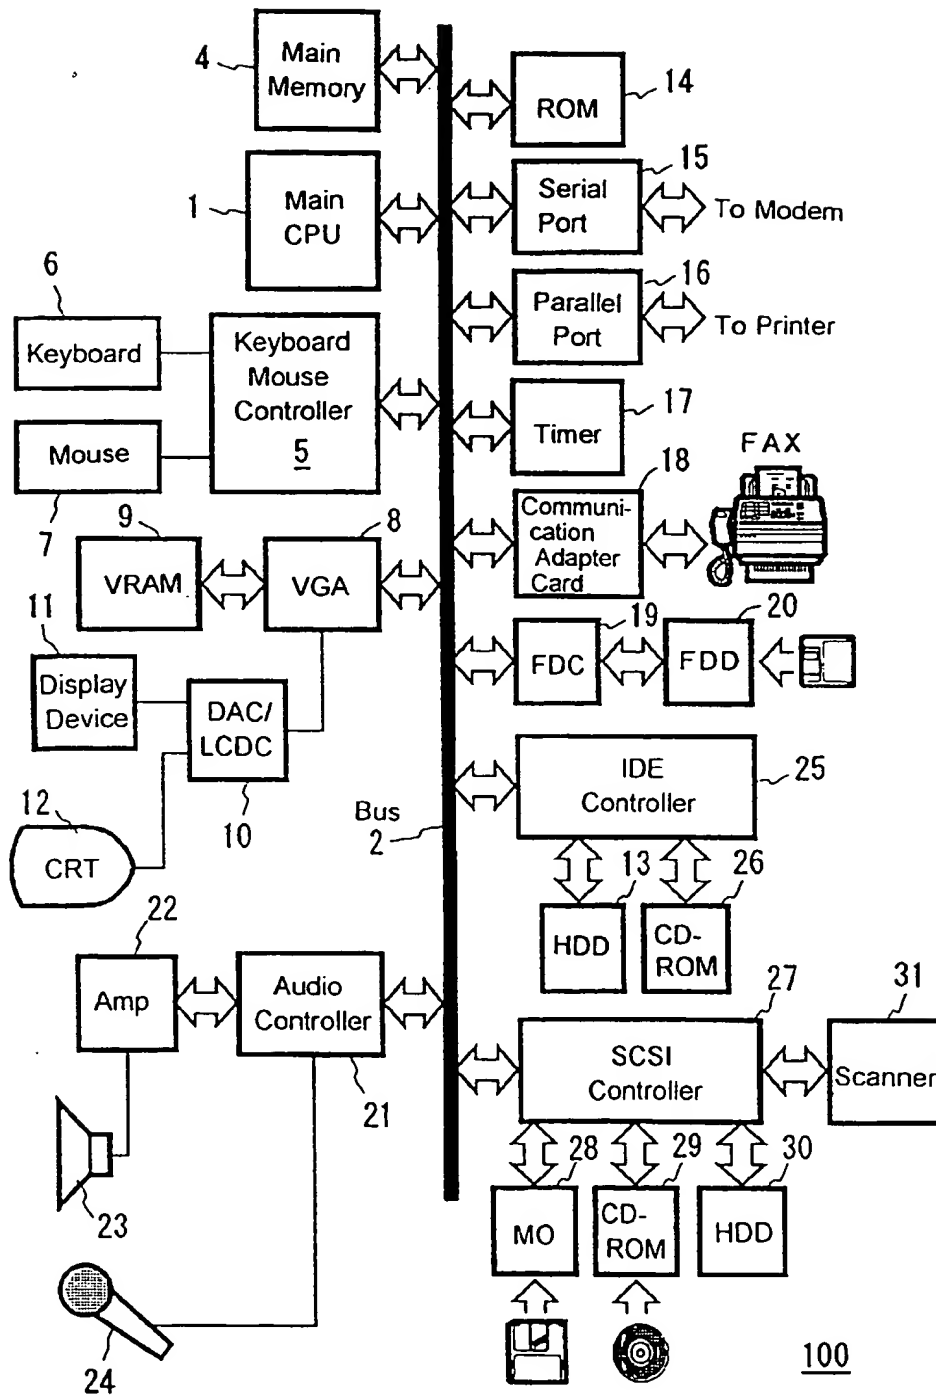 4
Main
Memory
14
ROM
1
Main
CPU
15
Serial
Port
To Modem
16
Parallel
Port
To Printer
6
Keyboard
Keyboard
Mouse
Controller
5
Mouse
7
17
Timer
18
Communi-
cation
Adapter
Card
FAX
9
VRAM
8
VGA
19
FDC
20
FDD
11
Display
Device
DAC/
LCDC
10
12
CRT
Bus
2
IDE
Controller
25
13
HDD
26
CD-
ROM
22
Amp
Audio
Controller
21
23
24
27
SCSI
Controller
31
Scanner
28
MO
29
CD-
ROM
30
HDD
100